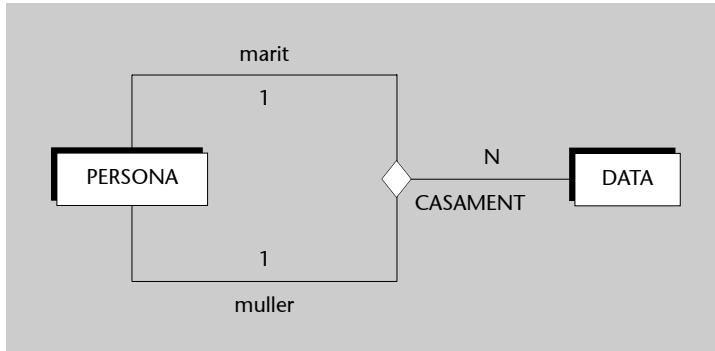 marit
1
PERSONA
N
DATA
CASAMENT
1
muller